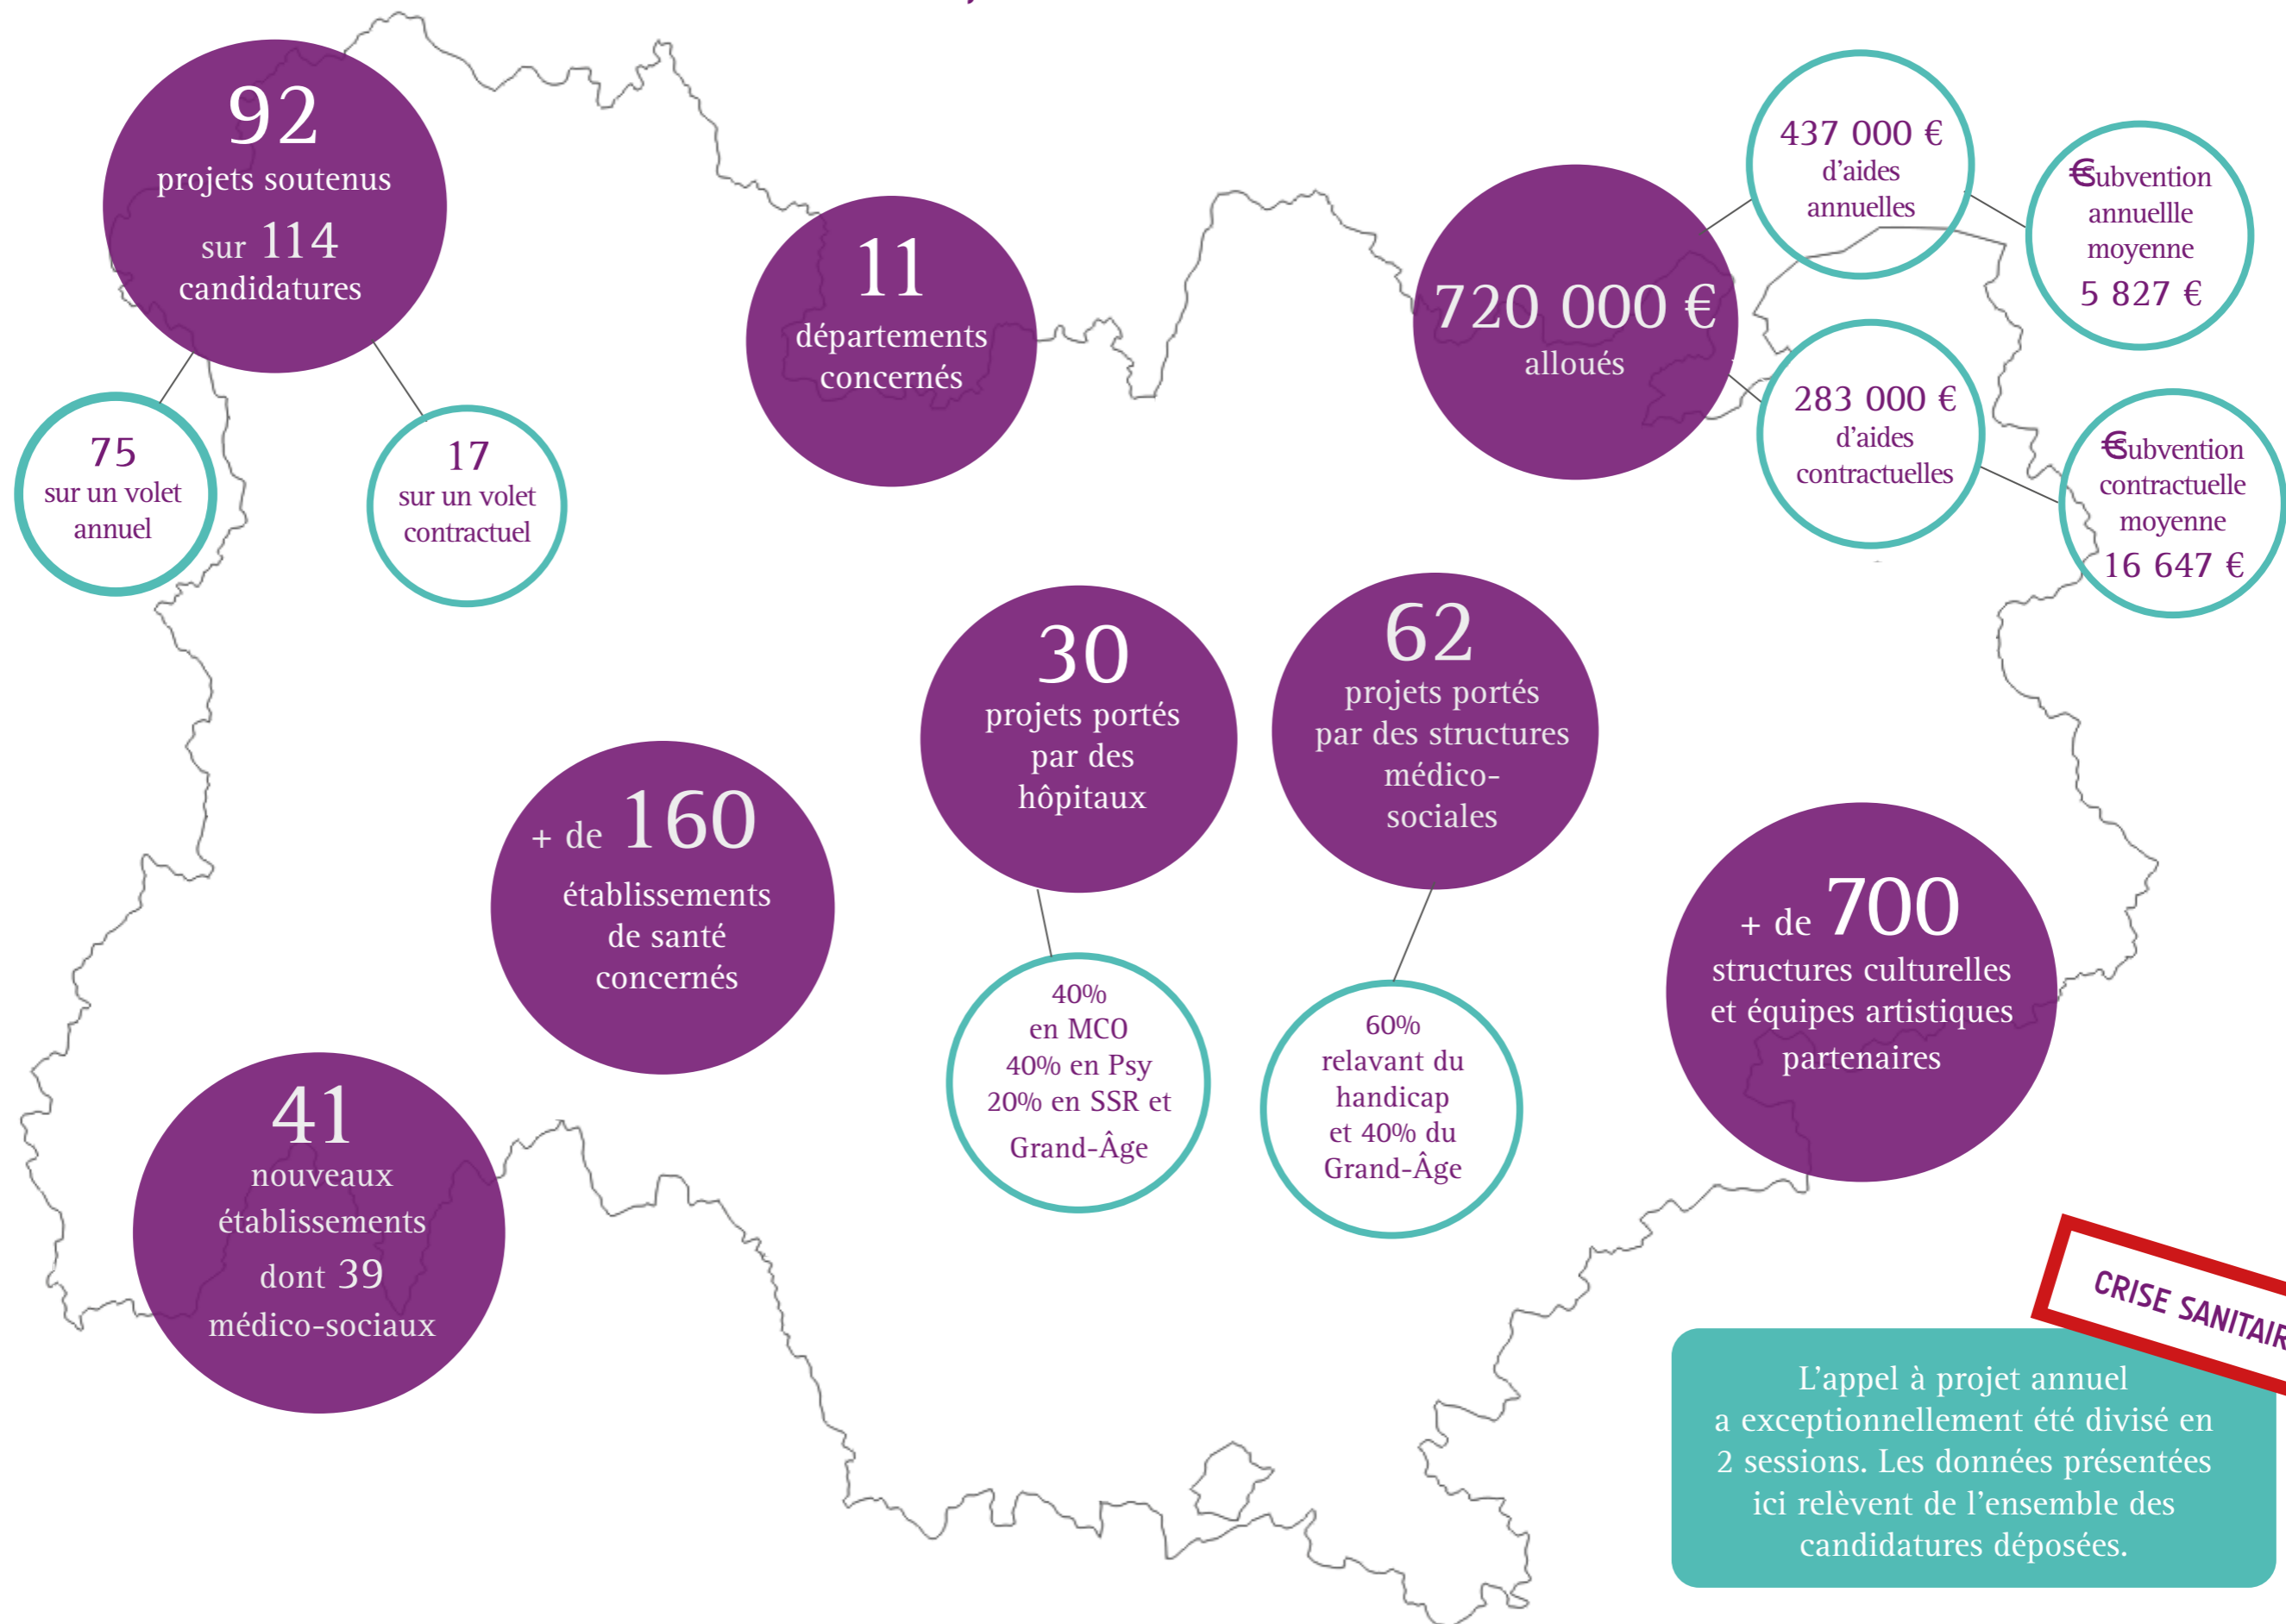 92
projets soutenus
sur 114
candidatures
75
sur un volet
annuel
17
sur un volet
contractuel
11
départements
concernés
720 000 €
alloués
437 000 €
d'aides
annuelles
€ubvention
annuellle
moyenne
5 827 €
283 000 €
d'aides
contractuelles
€ubvention
contractuelle
moyenne
16 647 €
30
projets portés
par des
hôpitaux
40%
en MCO
40% en Psy
20% en SSR et
Grand-Âge
62
projets portés
par des structures
médico-
sociales
60%
relavant du
handicap
et 40% du
Grand-Âge
+ de 160
établissements
de santé
concernés
+ de 700
structures culturelles
et équipes artistiques
partenaires
41
nouveaux
établissements
dont 39
médico-sociaux
CRISE SANITAIR
L'appel à projet annuel
a exceptionnellement été divisé en
2 sessions. Les données présentées
ici relèvent de l'ensemble des
candidatures déposées.